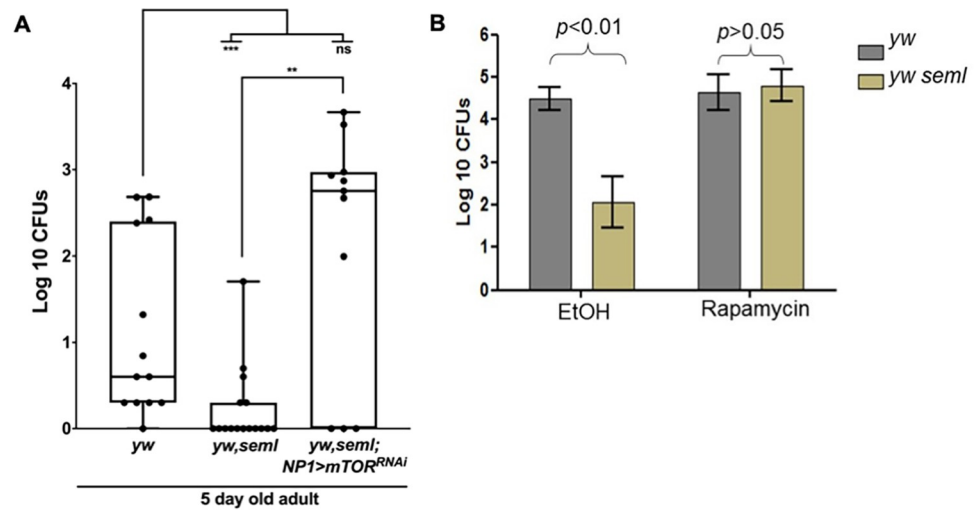 A
*** ns
**
4
3
2
1
0
Log 10 CFUs
yw yw,seml yw,seml;
NP1>mTOR^RNAi
5 day old adult
B
p<0.01 p>0.05
6
5
4
3
2
1
0
Log 10 CFUs
EtOH Rapamycin
yw
yw seml